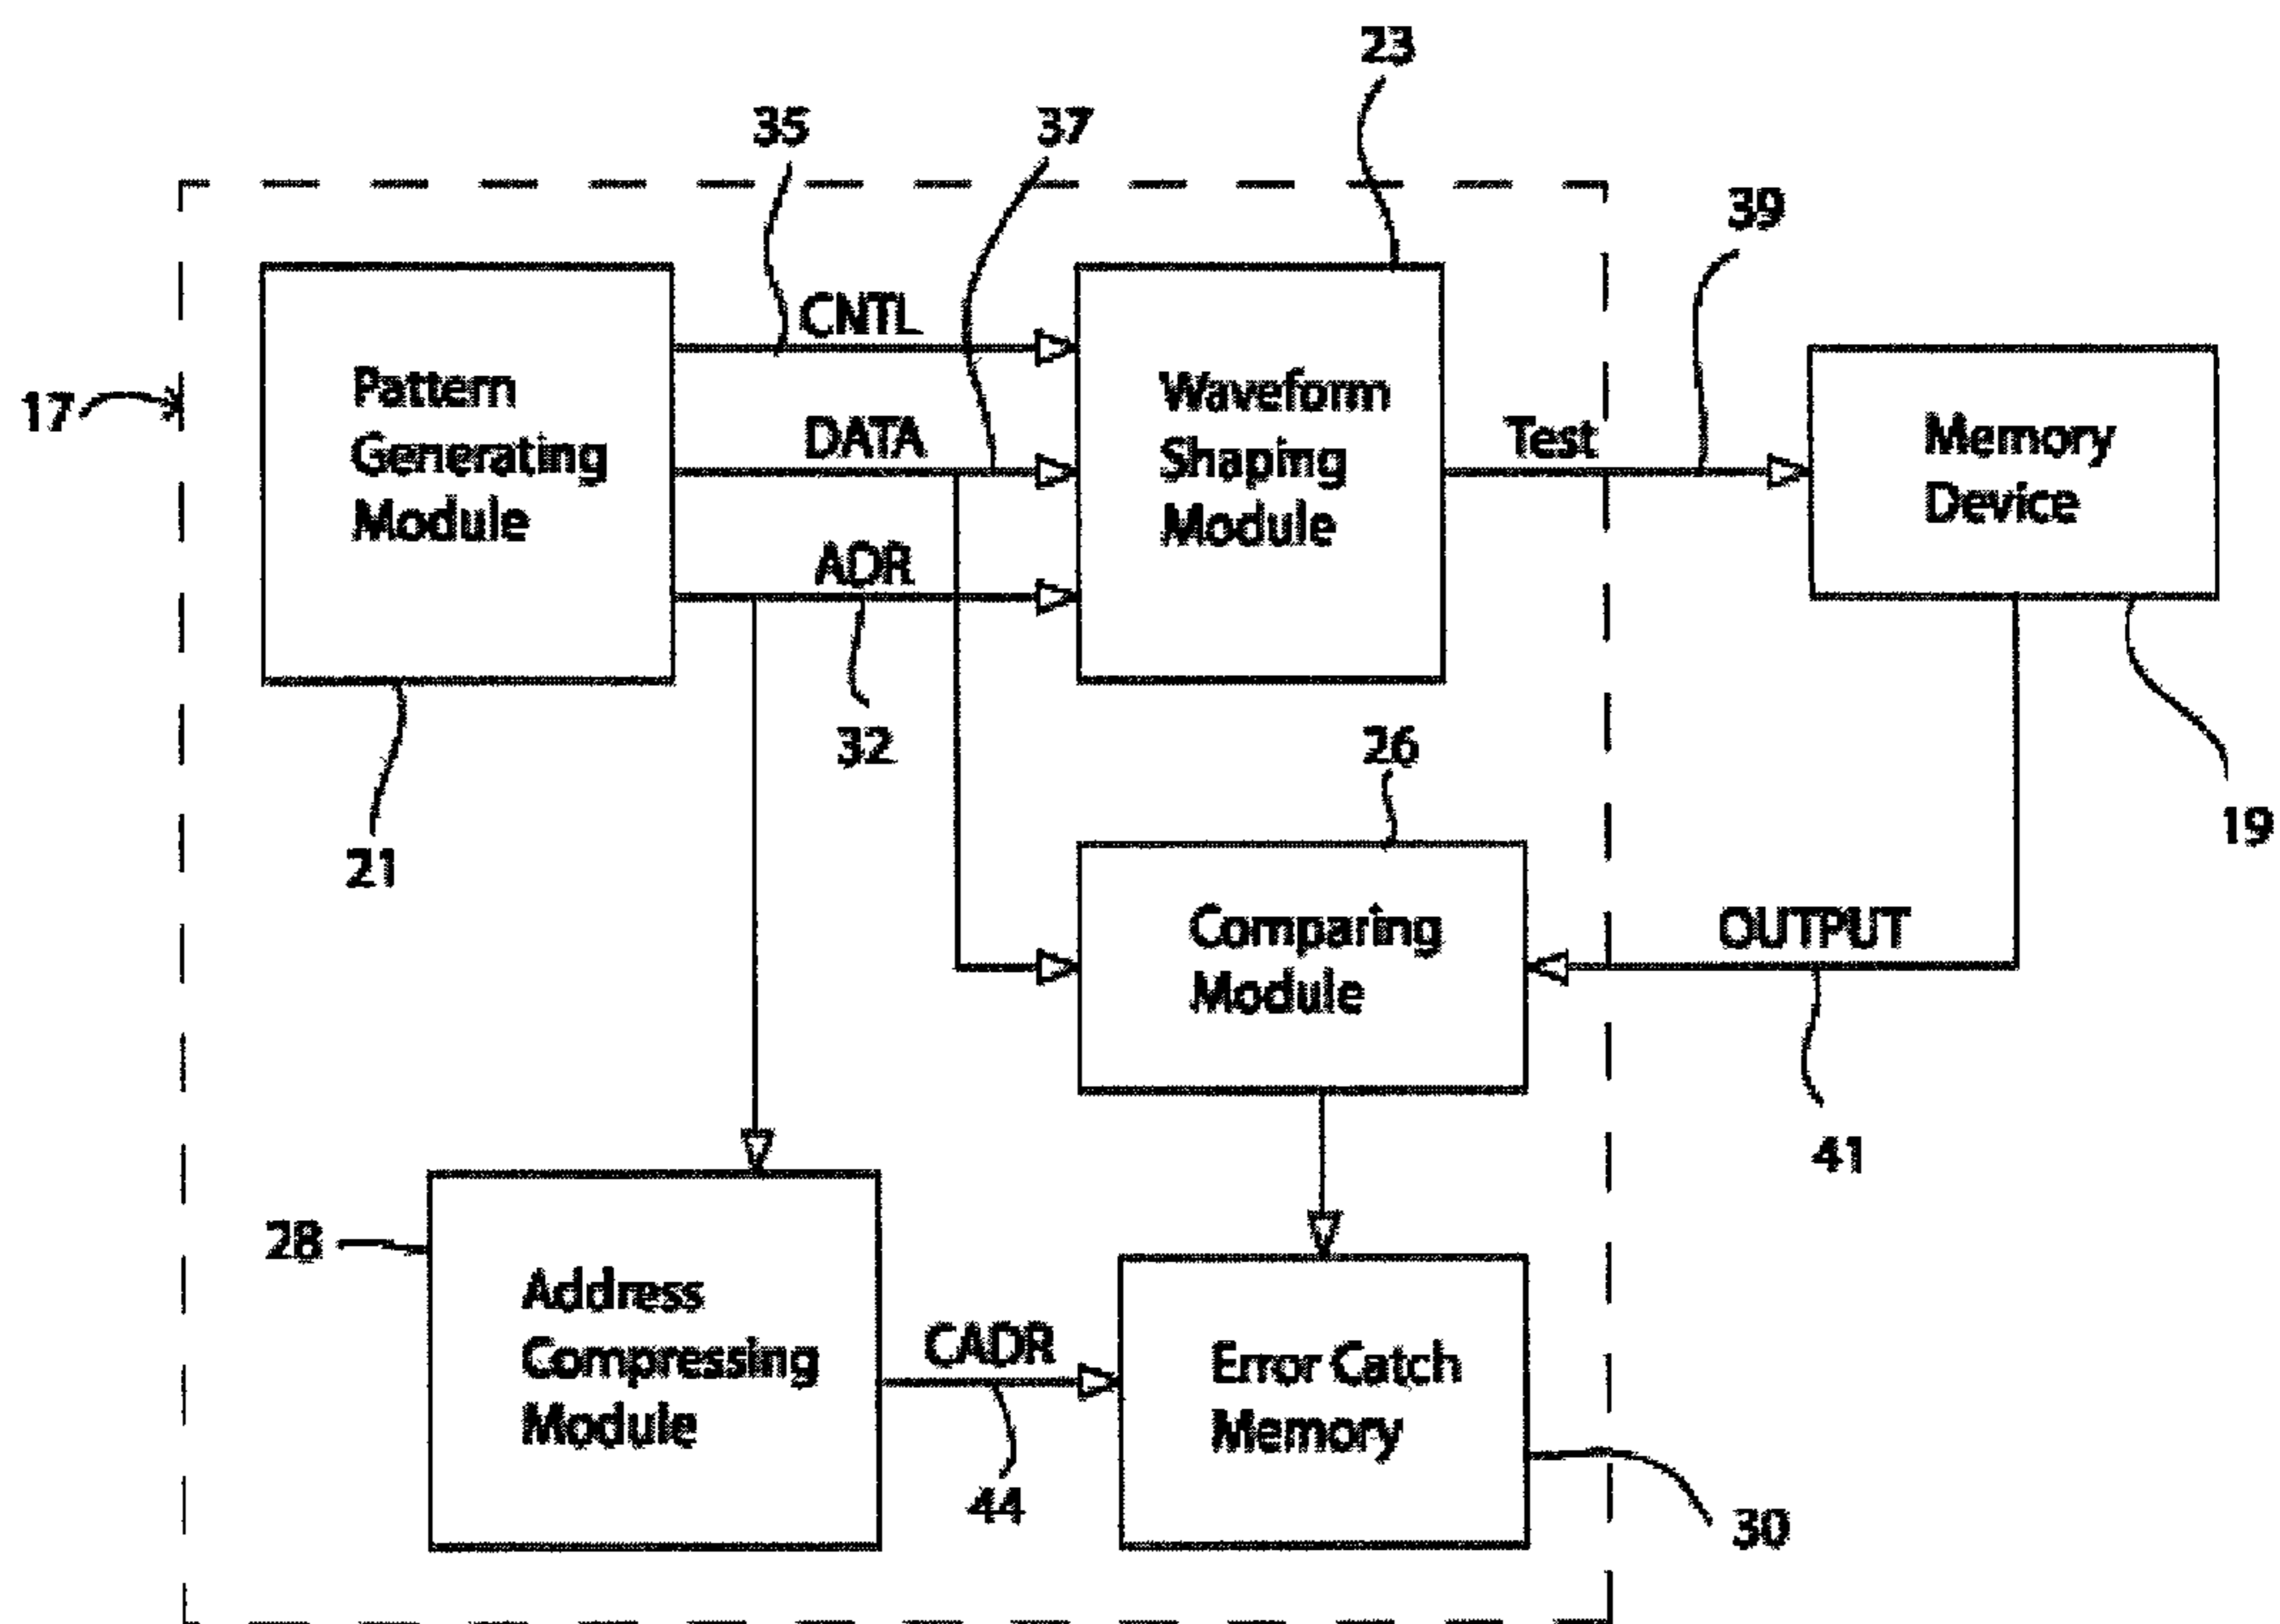 23
35
37
39
17
CNTL
Pattern
Generating
Module
DATA
ADR
Waveform
Shaping
Module
Test
Memory
Device
32
26
21
19
Comparing
Module
OUTPUT
41
28
Address
Compressing
Module
CADR
44
Error Catch
Memory
30